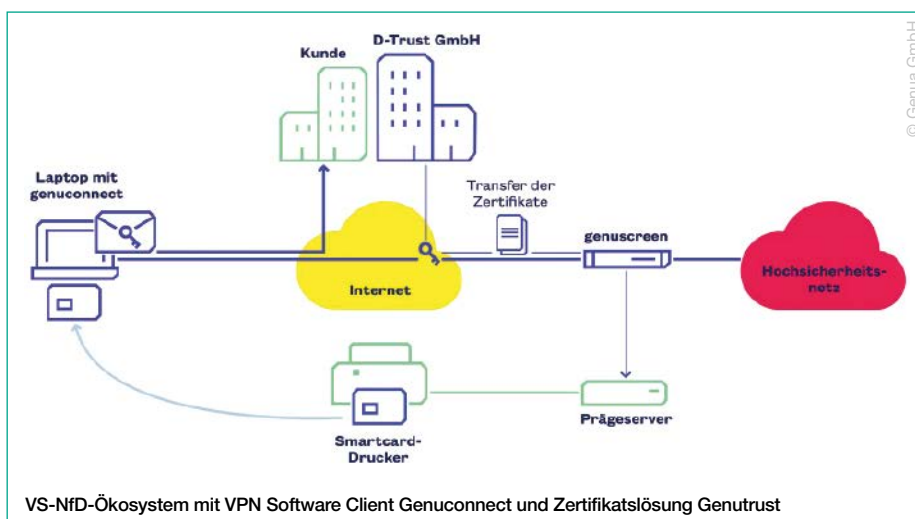 D-Trust GmbH
Kunde
© Genua GmbH
Laptop mit
genuconnect
Transfer der
Zertifikate
genuscreen
Internet
Hochsicherheits-
netz
Prägeserver
Smartcard-
Drucker
VS-NfD-Ökosystem mit VPN Software Client Genuconnect und Zertifikatslösung Genutrust